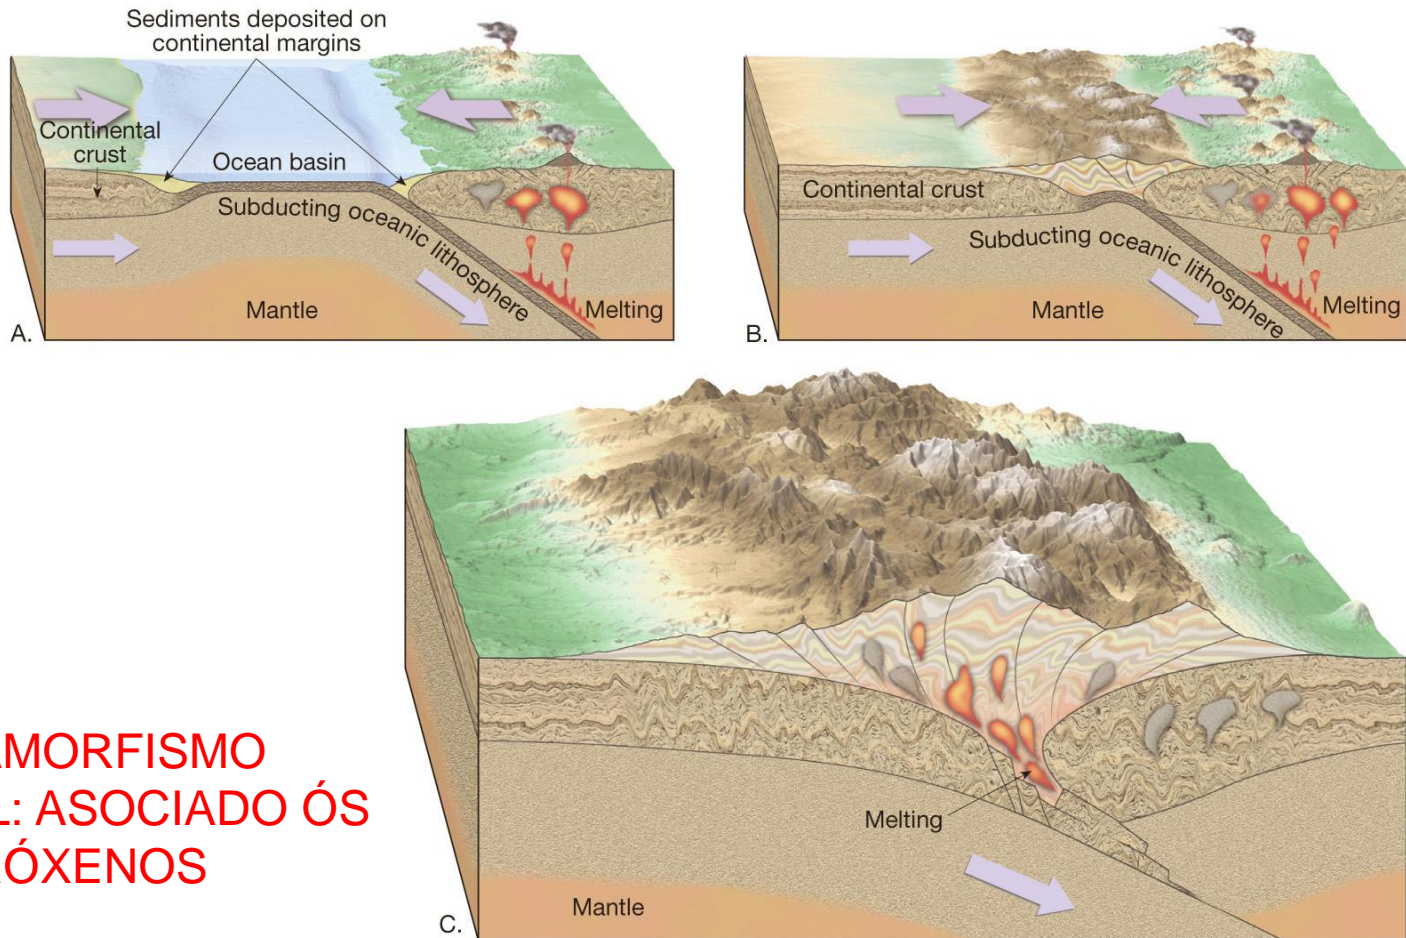 Sediments deposited on
continental margins
Continental
crust
Ocean basin
Subducting oceanic lithosphere
Mantle
Melting
A.
Continental crust
Subducting oceanic lithosphere
Mantle
Melting
B.
AMORFISMO
: ASOCIADO ÓS
ÓXENOS
Melting
Mantle
C.